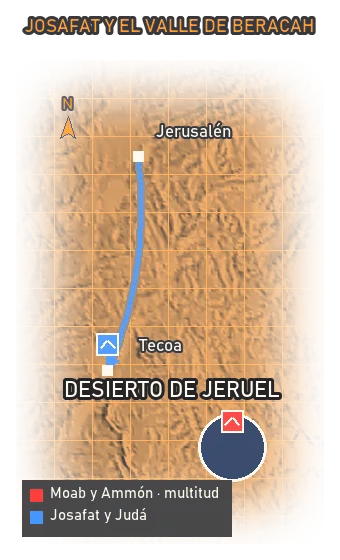 JOSAFAT Y EL VALLE DE BERACAH
N
Jerusalén
Tecoa
DESIERTO DE JERUEL
Moab y Ammón · multitud
Josafat y Judá